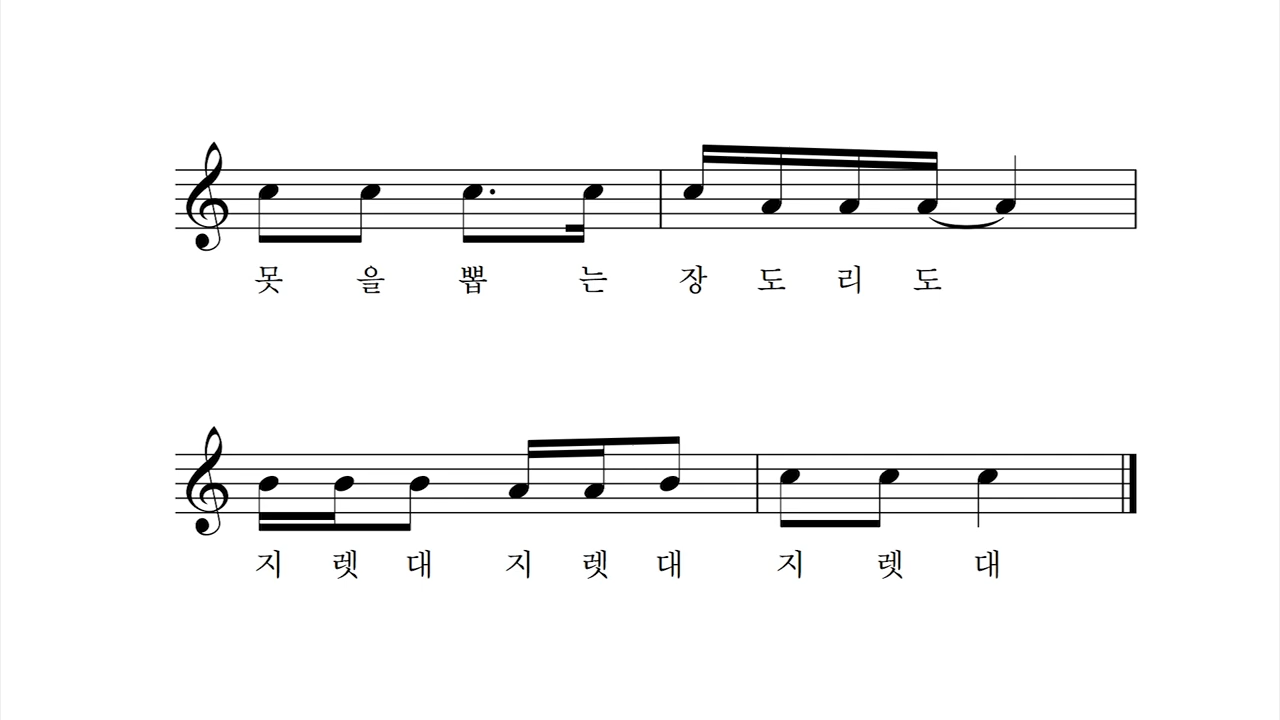 못 을 뽑 는 장 도 리 도
지 렛 대 지 렛 대 지 렛 대